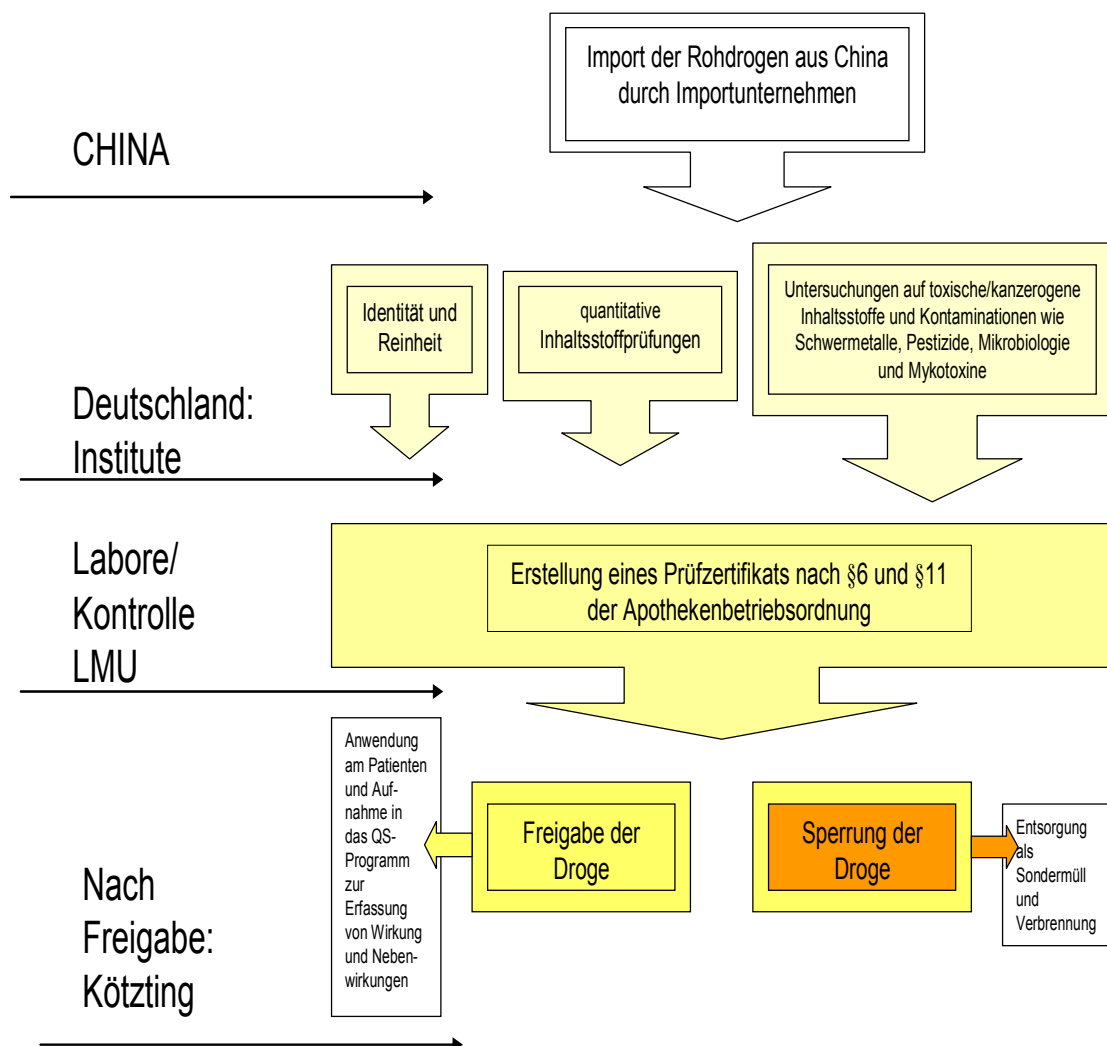 Import der Rohdrogen aus China
durch Importunternehmen
CHINA
Identität und
Reinheit
quantitative
Inhaltsstoffprüfungen
Untersuchungen auf toxische/kanzerogene
Inhaltsstoffe und Kontaminationen wie
Schwermetalle, Pestizide, Mikrobiologie
und Mykotoxine
Deutschland:
Institute
Labore/
Kontrolle
LMU
Erstellung eines Prüfzertifikats nach §6 und §11
der Apothekenbetriebsordnung
Anwendung
am Patienten
und Auf-
nahme in
das QS-
Programm
zur
Erfassung
von Wirkung
und Neben-
wirkungen
Freigabe der
Droge
Sperrung der
Droge
Entsorgung
als
Sondermüll
und
Verbrennung
Nach
Freigabe:
Kötzting